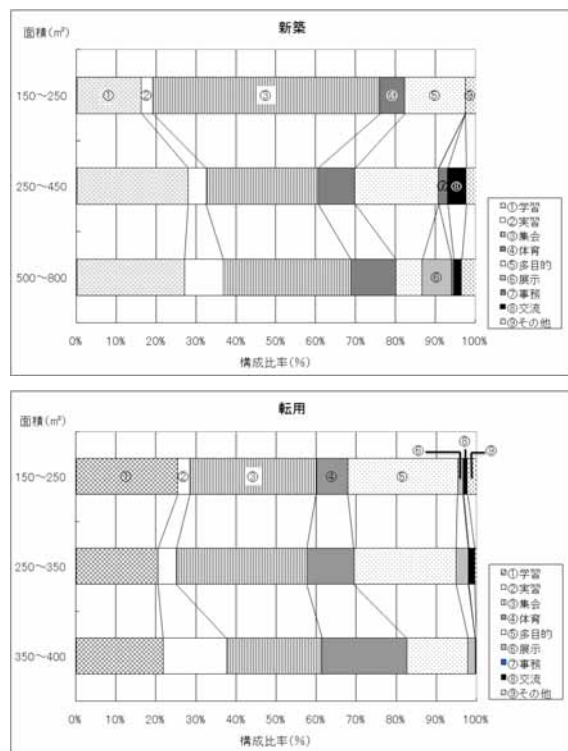 新築
面積(㎡)
150～250
① ② ③ ④ ⑤ ⑨
250～450
⑦ ⑧
500～800
⑥
0% 10% 20% 30% 40% 50% 60% 70% 80% 90% 100%
構成比率(%)
①学習
②実習
③集会
④体育
⑤多目的
⑥展示
⑦事務
⑧交流
⑨その他
転用
面積(㎡)
⑥ ⑧ ⑨
150～250
① ② ③ ④ ⑤
250～350
350～400
0% 10% 20% 30% 40% 50% 60% 70% 80% 90% 100%
構成比率(%)
①学習
②実習
③集会
④体育
⑤多目的
⑥展示
⑦事務
⑧交流
⑨その他